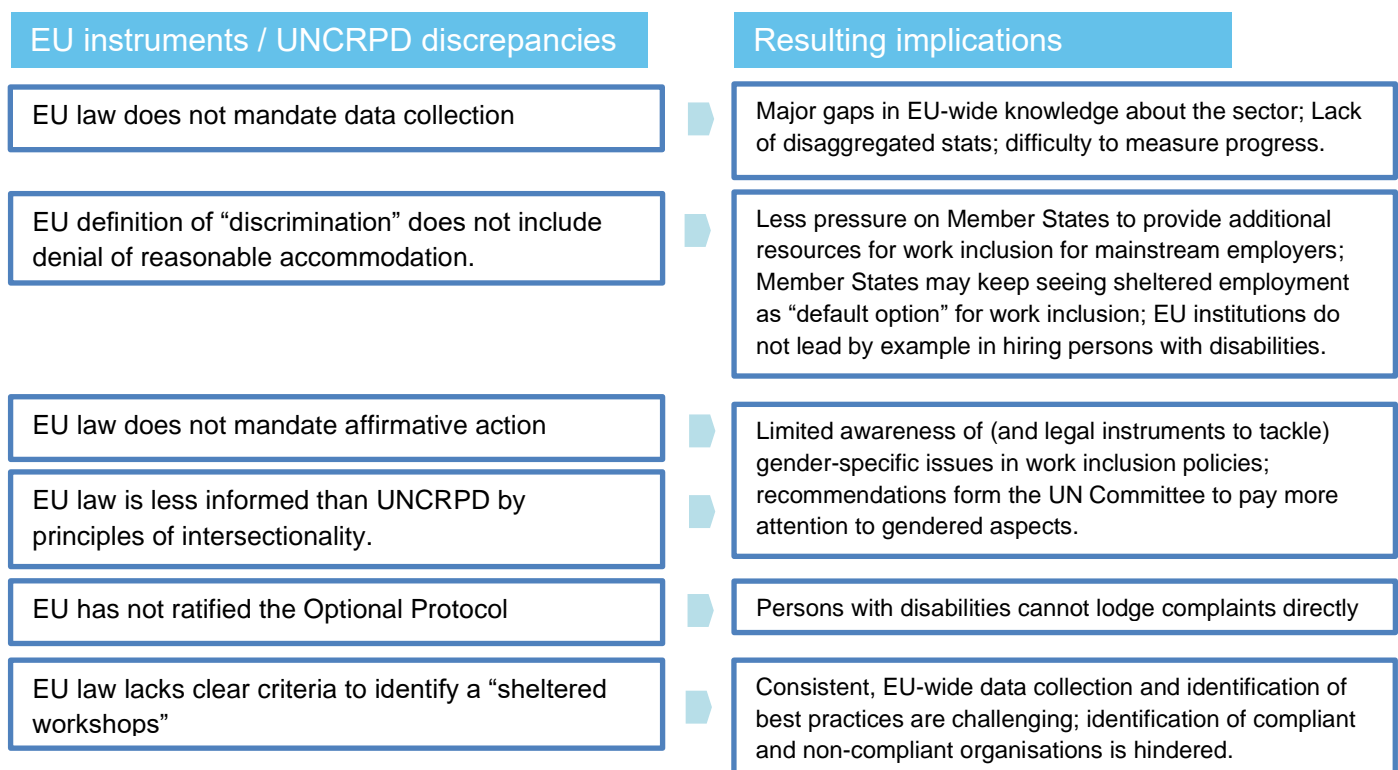 EU instruments / UNCRPD discrepancies
Resulting implications
EU law does not mandate data collection
Major gaps in EU-wide knowledge about the sector; Lack
of disaggregated stats; difficulty to measure progress.
EU definition of “discrimination” does not include
denial of reasonable accommodation.
Less pressure on Member States to provide additional
resources for work inclusion for mainstream employers;
Member States may keep seeing sheltered employment
as “default option” for work inclusion; EU institutions do
not lead by example in hiring persons with disabilities.
EU law does not mandate affirmative action
EU law is less informed than UNCRPD by
principles of intersectionality.
Limited awareness of (and legal instruments to tackle)
gender-specific issues in work inclusion policies;
recommendations form the UN Committee to pay more
attention to gendered aspects.
EU has not ratified the Optional Protocol
Persons with disabilities cannot lodge complaints directly
EU law lacks clear criteria to identify a “sheltered
workshops”
Consistent, EU-wide data collection and identification of
best practices are challenging; identification of compliant
and non-compliant organisations is hindered.